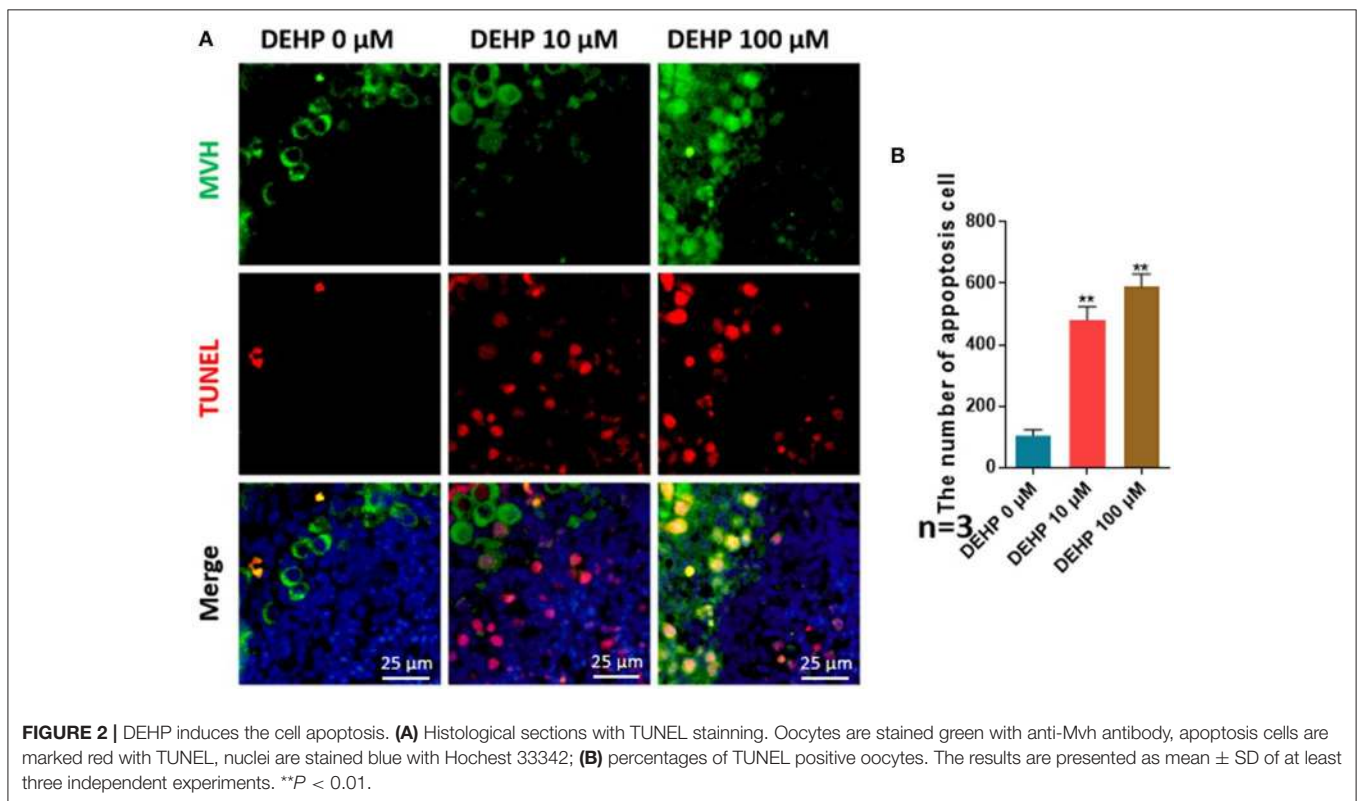 A
DEHP 0 µM
DEHP 10 µM
DEHP 100 µM
MVH
TUNEL
Merge
25 µm
25 µm
25 µm
B
The number of appoptosis cell
800
600
400
200
0
**
**
n=3
DEHP 0 µM
DEHP 10 µM
DEHP 100 µM
FIGURE 2 | DEHP induces the cell apoptosis. (A) Histological sections with TUNEL stainning. Oocytes are stained green with anti-Mvh antibody, apoptosis cells are
marked red with TUNEL, nuclei are stained blue with Hochest 33342; (B) percentages of TUNEL positive oocytes. The results are presented as mean ± SD of at least
three independent experiments. **P < 0.01.